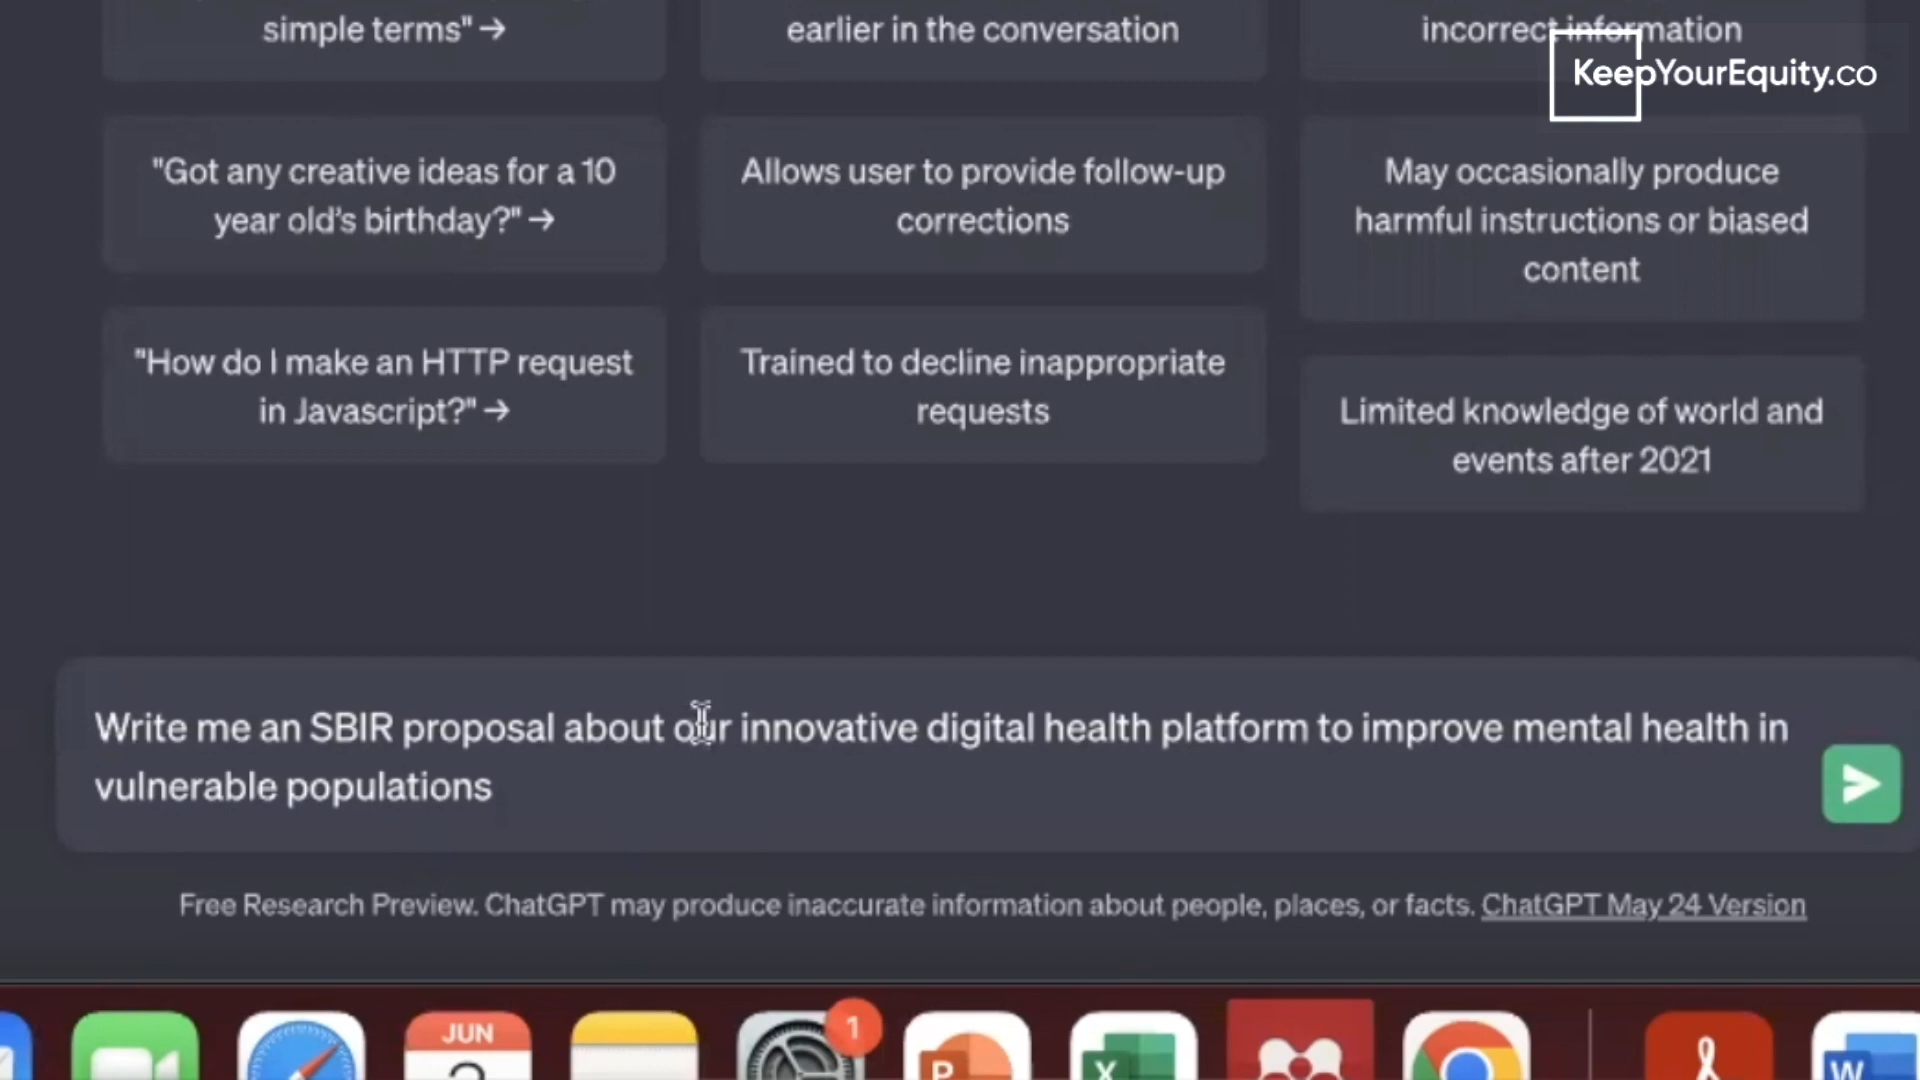 simple terms" →
earlier in the conversation
incorrect information
KeepYourEquity.co
"Got any creative ideas for a 10
year old's birthday?" →
Allows user to provide follow-up
corrections
May occasionally produce
harmful instructions or biased
content
"How do I make an HTTP request
in Javascript?" →
Trained to decline inappropriate
requests
Limited knowledge of world and
events after 2021
Write me an SBIR proposal about our innovative digital health platform to improve mental health in
vulnerable populations
Free Research Preview. ChatGPT may produce inaccurate information about people, places, or facts. ChatGPT May 24 Version
JUN
1
P
X
W